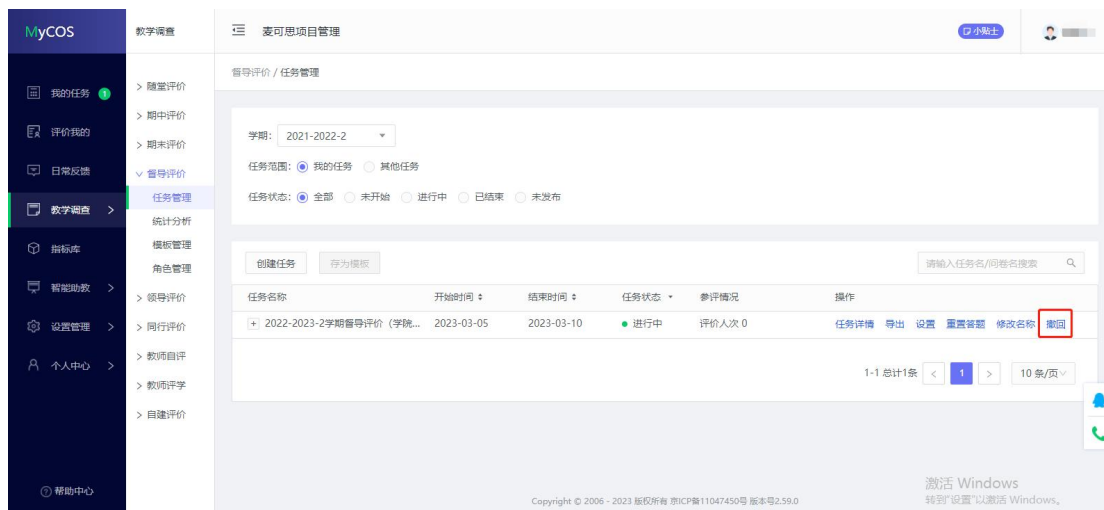 MyCOS
教学调查
麦可思项目管理
小贴士
督导评价 / 任务管理
我的任务 1
评价我的
日常反馈
教学调查 >
指标库
智能助教 >
设置管理 >
个人中心 >
帮助中心
> 随堂评价
> 期中评价
> 期末评价
督导评价
任务管理
统计分析
模板管理
角色管理
> 领导评价
> 同行评价
> 教师自评
> 教师评学
> 自建评价
学期: 2021-2022-2
任务范围: 我的任务 其他任务
任务状态: 全部 未开始 进行中 已结束 未发布
创建任务 存为模板 请输入任务名/问卷名搜索
任务名称 开始时间 结束时间 任务状态 参评情况 操作
+ 2022-2023-2学期督导评价（学院... 2023-03-05 2023-03-10 进行中 评价人次 0 任务详情 导出 设置 重置答题 修改名称 撤回
1-1 总计1条 < 1 > 10 条/页
Copyright © 2006 - 2023 版权所有 京ICP备11047450号 版本号2.59.0
激活 Windows
转到"设置"以激活 Windows。